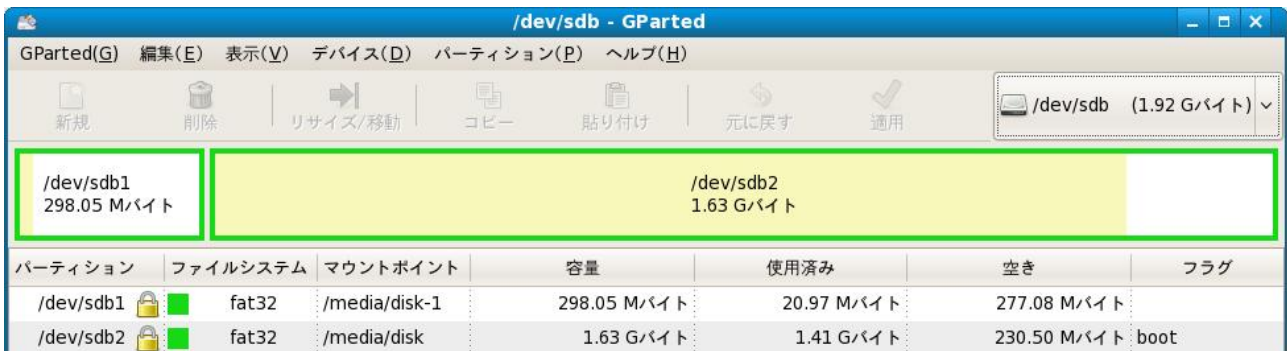 /dev/sdb - GParted
GParted(G) 編集(E) 表示(V) デバイス(D) パーティション(P) ヘルプ(H)
新規 削除 リサイズ/移動 コピー 貼り付け 元に戻す 適用 /dev/sdb (1.92 Gバイト)
/dev/sdb1
298.05 Mバイト
/dev/sdb2
1.63 Gバイト
パーティション ファイルシステム マウントポイント 容量 使用済み 空き フラグ
/dev/sdb1 fat32 /media/disk-1 298.05 Mバイト 20.97 Mバイト 277.08 Mバイト
/dev/sdb2 fat32 /media/disk 1.63 Gバイト 1.41 Gバイト 230.50 Mバイト boot